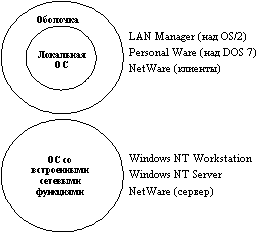 Оболочка
Локальная
ОС
LAN Manager (над OS/2)
Personal Ware (над DOS 7)
NetWare (клиенты)
ОС со
встроенными
сетевыми
функциями
Windows NT Workstation
Windows NT Server
NetWare (сервер)